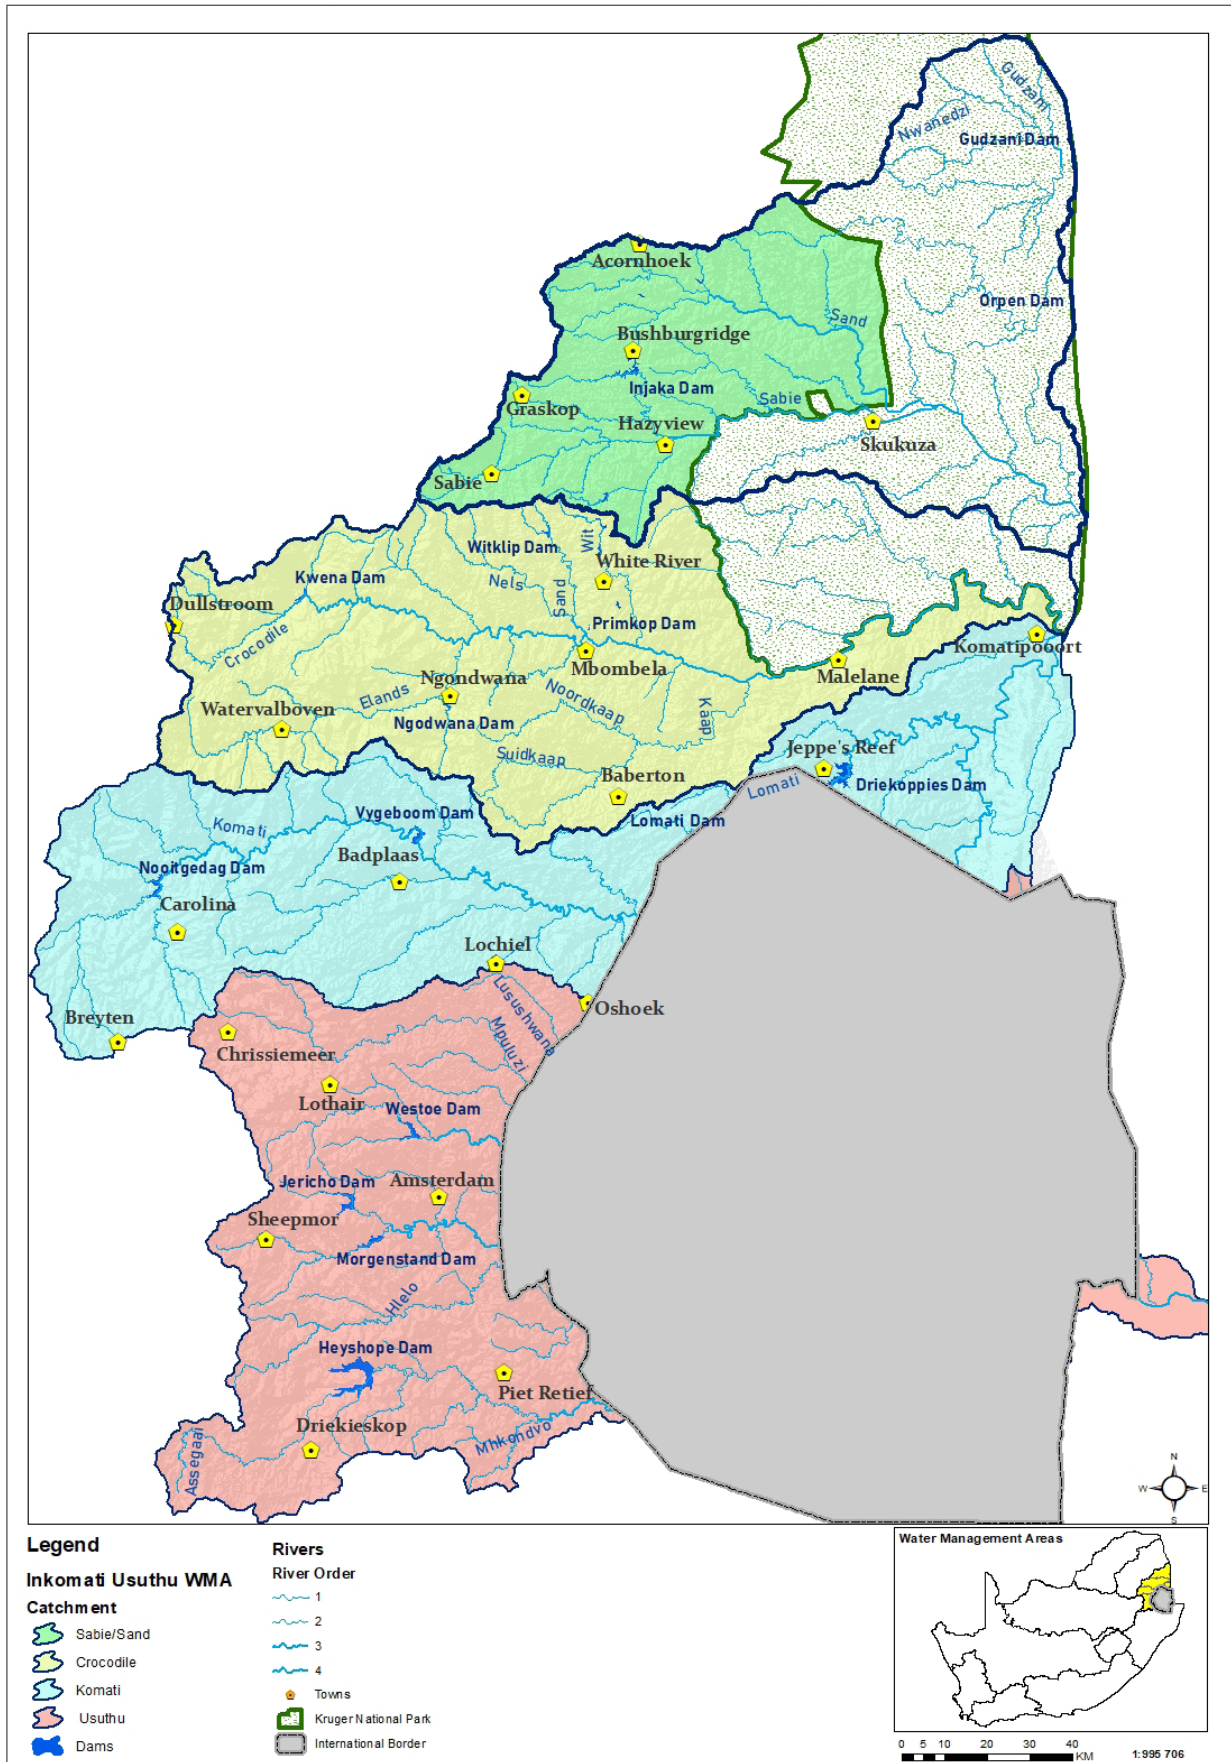 Gudzam
Nwanedzi
Gudzani Dam
Acornhoek
Orpen Dam
Sand
Bushburgridge
Injaka Dam
Sabie
Graskop
Hazyview
Skukuza
Sabie
Witklip Dam
Wit
White River
Kwena Dam
Nels
Sand
Dullstroom
Primkop Dam
Crocodile
Komatipooort
Mbombela
Malelane
Ngondwana
Elands
Noordkaap
Kaap
Watervalboven
Ngodwana Dam
Suidkaap
Jeppe's Reef
Baberton
Lomati
Driekoppies Dam
Vygeboom Dam
Lomati Dam
Komati
Badplaas
Nooitgedag Dam
Carolina
Lochiel
Lusushwana
Oshoek
Breyten
Mpuluzi
Chrissiemeer
Lothair
Westoe Dam
Jericho Dam
Amsterdam
Sheepmor
Morgenstand Dam
Hlelo
Heyshope Dam
Piet Retief
Driekieskop
Mhkondvo
Assegaai
N
W E
S
Legend
Inkomati Usuthu WMA
Catchment
Sabie/Sand
Crocodile
Komati
Usuthu
Dams
Rivers
River Order
1
2
3
4
Towns
Kruger National Park
International Border
Water Management Areas
0 5 10 20 30 40
KM
1:995 706